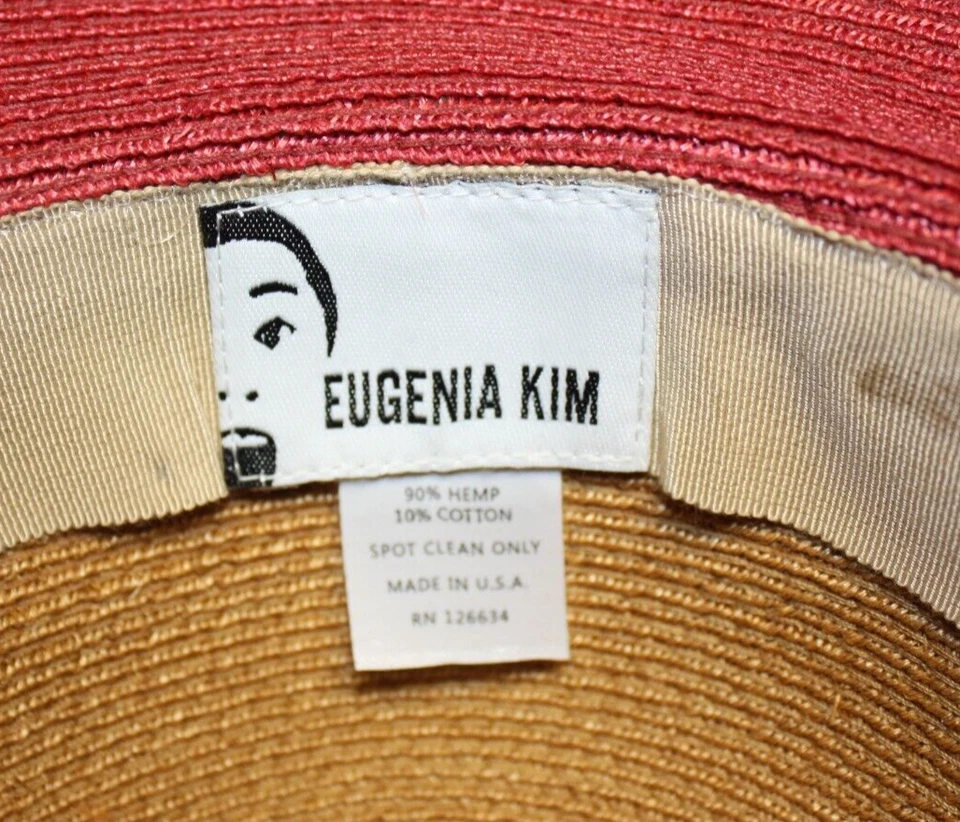 EUGENIA KIM
90% HEMP
10% COTTON
SPOT CLEAN ONLY
MADE IN U.S.A.
RN 126634